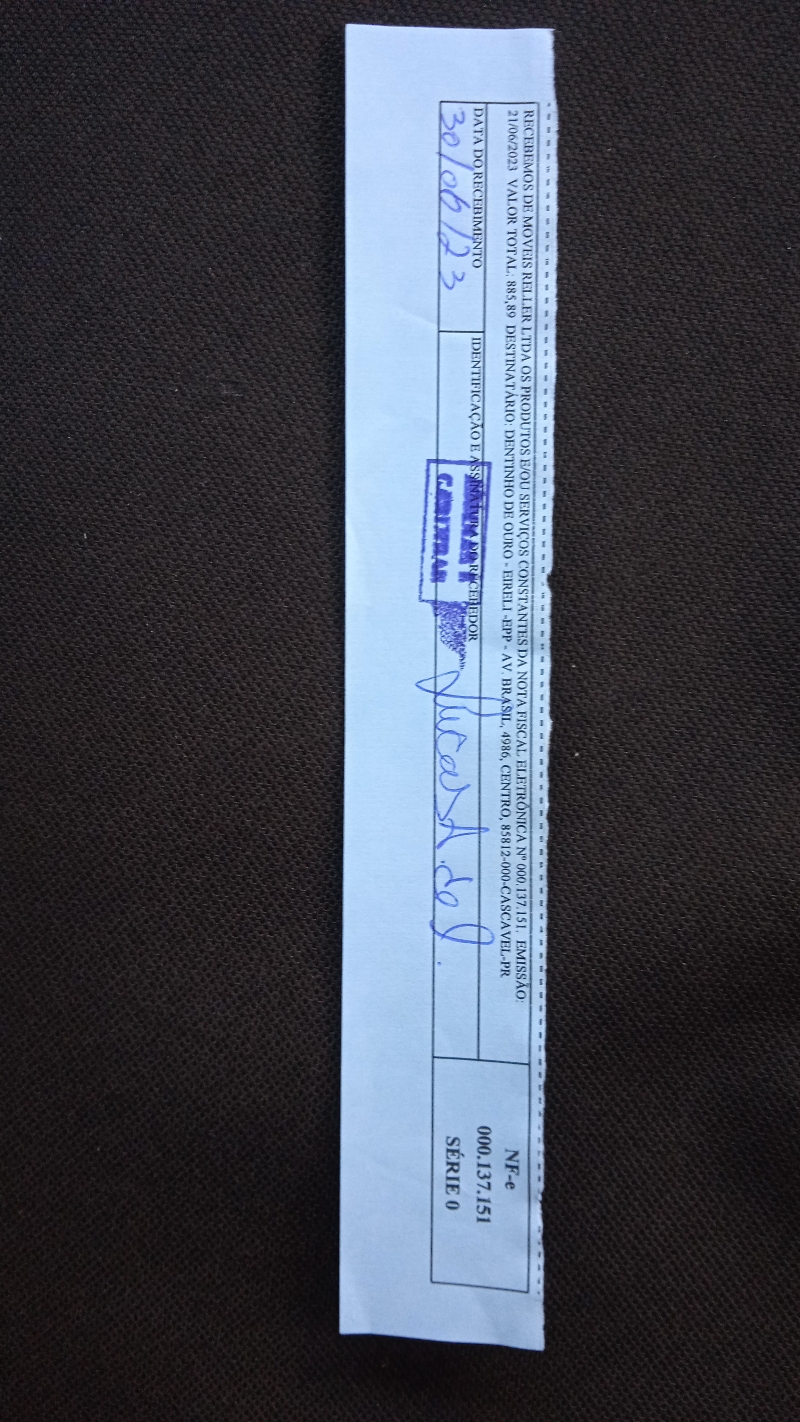 RECEBEMOS DE MOVEIS RELLER LTDA OS PRODUTOS E/OU SERVIÇOS CONSTANTES DA NOTA FISCAL ELETRÔNICA Nº 000.137.151. EMISSÃO:
21/06/2023 VALOR TOTAL: 885,89 DESTINATÁRIO: DENTINHO DE OURO - EIRELI -EPP - AV. BRASIL, 4986, CENTRO, 85812-000-CASCAVEL-PR
DATA DO RECEBIMENTO
30/06/23
IDENTIFICAÇÃO E ASSINATURA DO RECEBEDOR
NF-e
000.137.151
SÉRIE 0